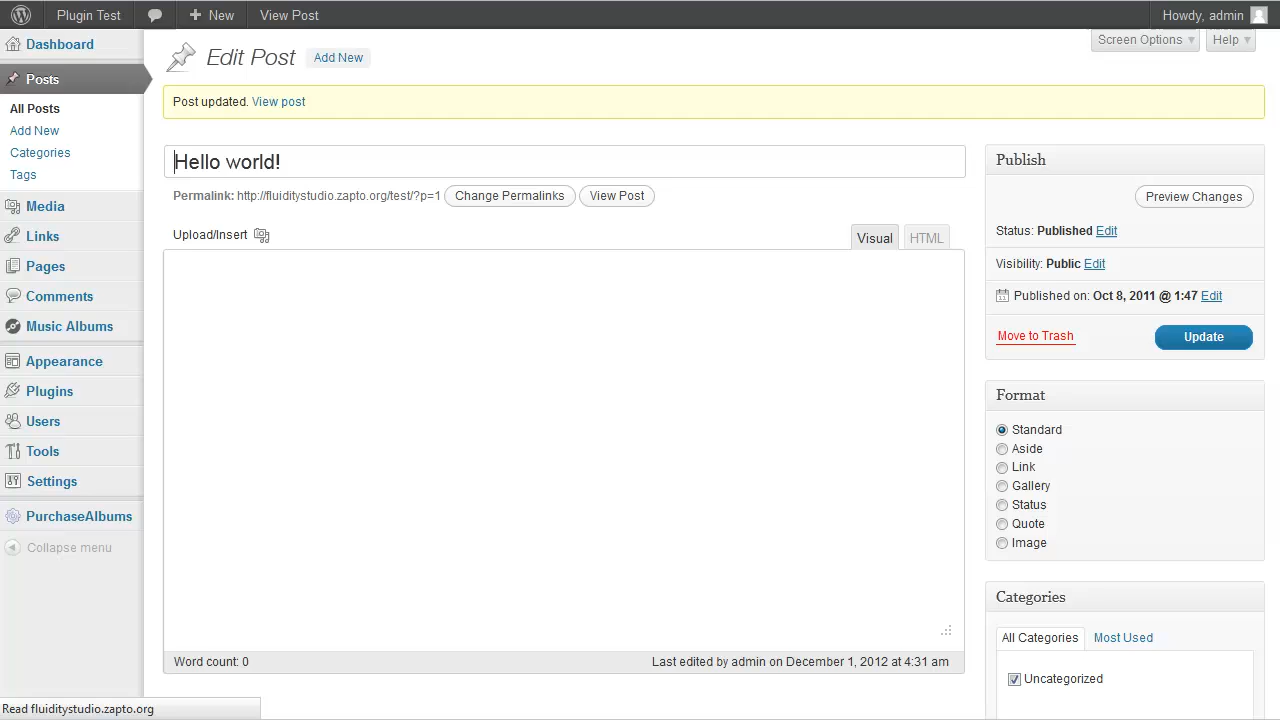 Plugin Test
New
View Post
Howdy, admin
Dashboard
Posts
All Posts
Add New
Categories
Tags
Media
Links
Pages
Comments
Music Albums
Appearance
Plugins
Users
Tools
Settings
PurchaseAlbums
Collapse menu
Screen Options
Help
Edit Post
Add New
Post updated. View post
Hello world!
Permalink: http://fluiditystudio.zapto.org/test/?p=1 Change Permalinks View Post
Upload/Insert
Visual
HTML
Word count: 0
Last edited by admin on December 1, 2012 at 4:31 am
Publish
Preview Changes
Status: Published Edit
Visibility: Public Edit
Published on: Oct 8, 2011 @ 1:47 Edit
Move to Trash
Update
Format
Standard
Aside
Link
Gallery
Status
Quote
Image
Categories
All Categories
Most Used
Uncategorized
Read fluiditystudio.zapto.org